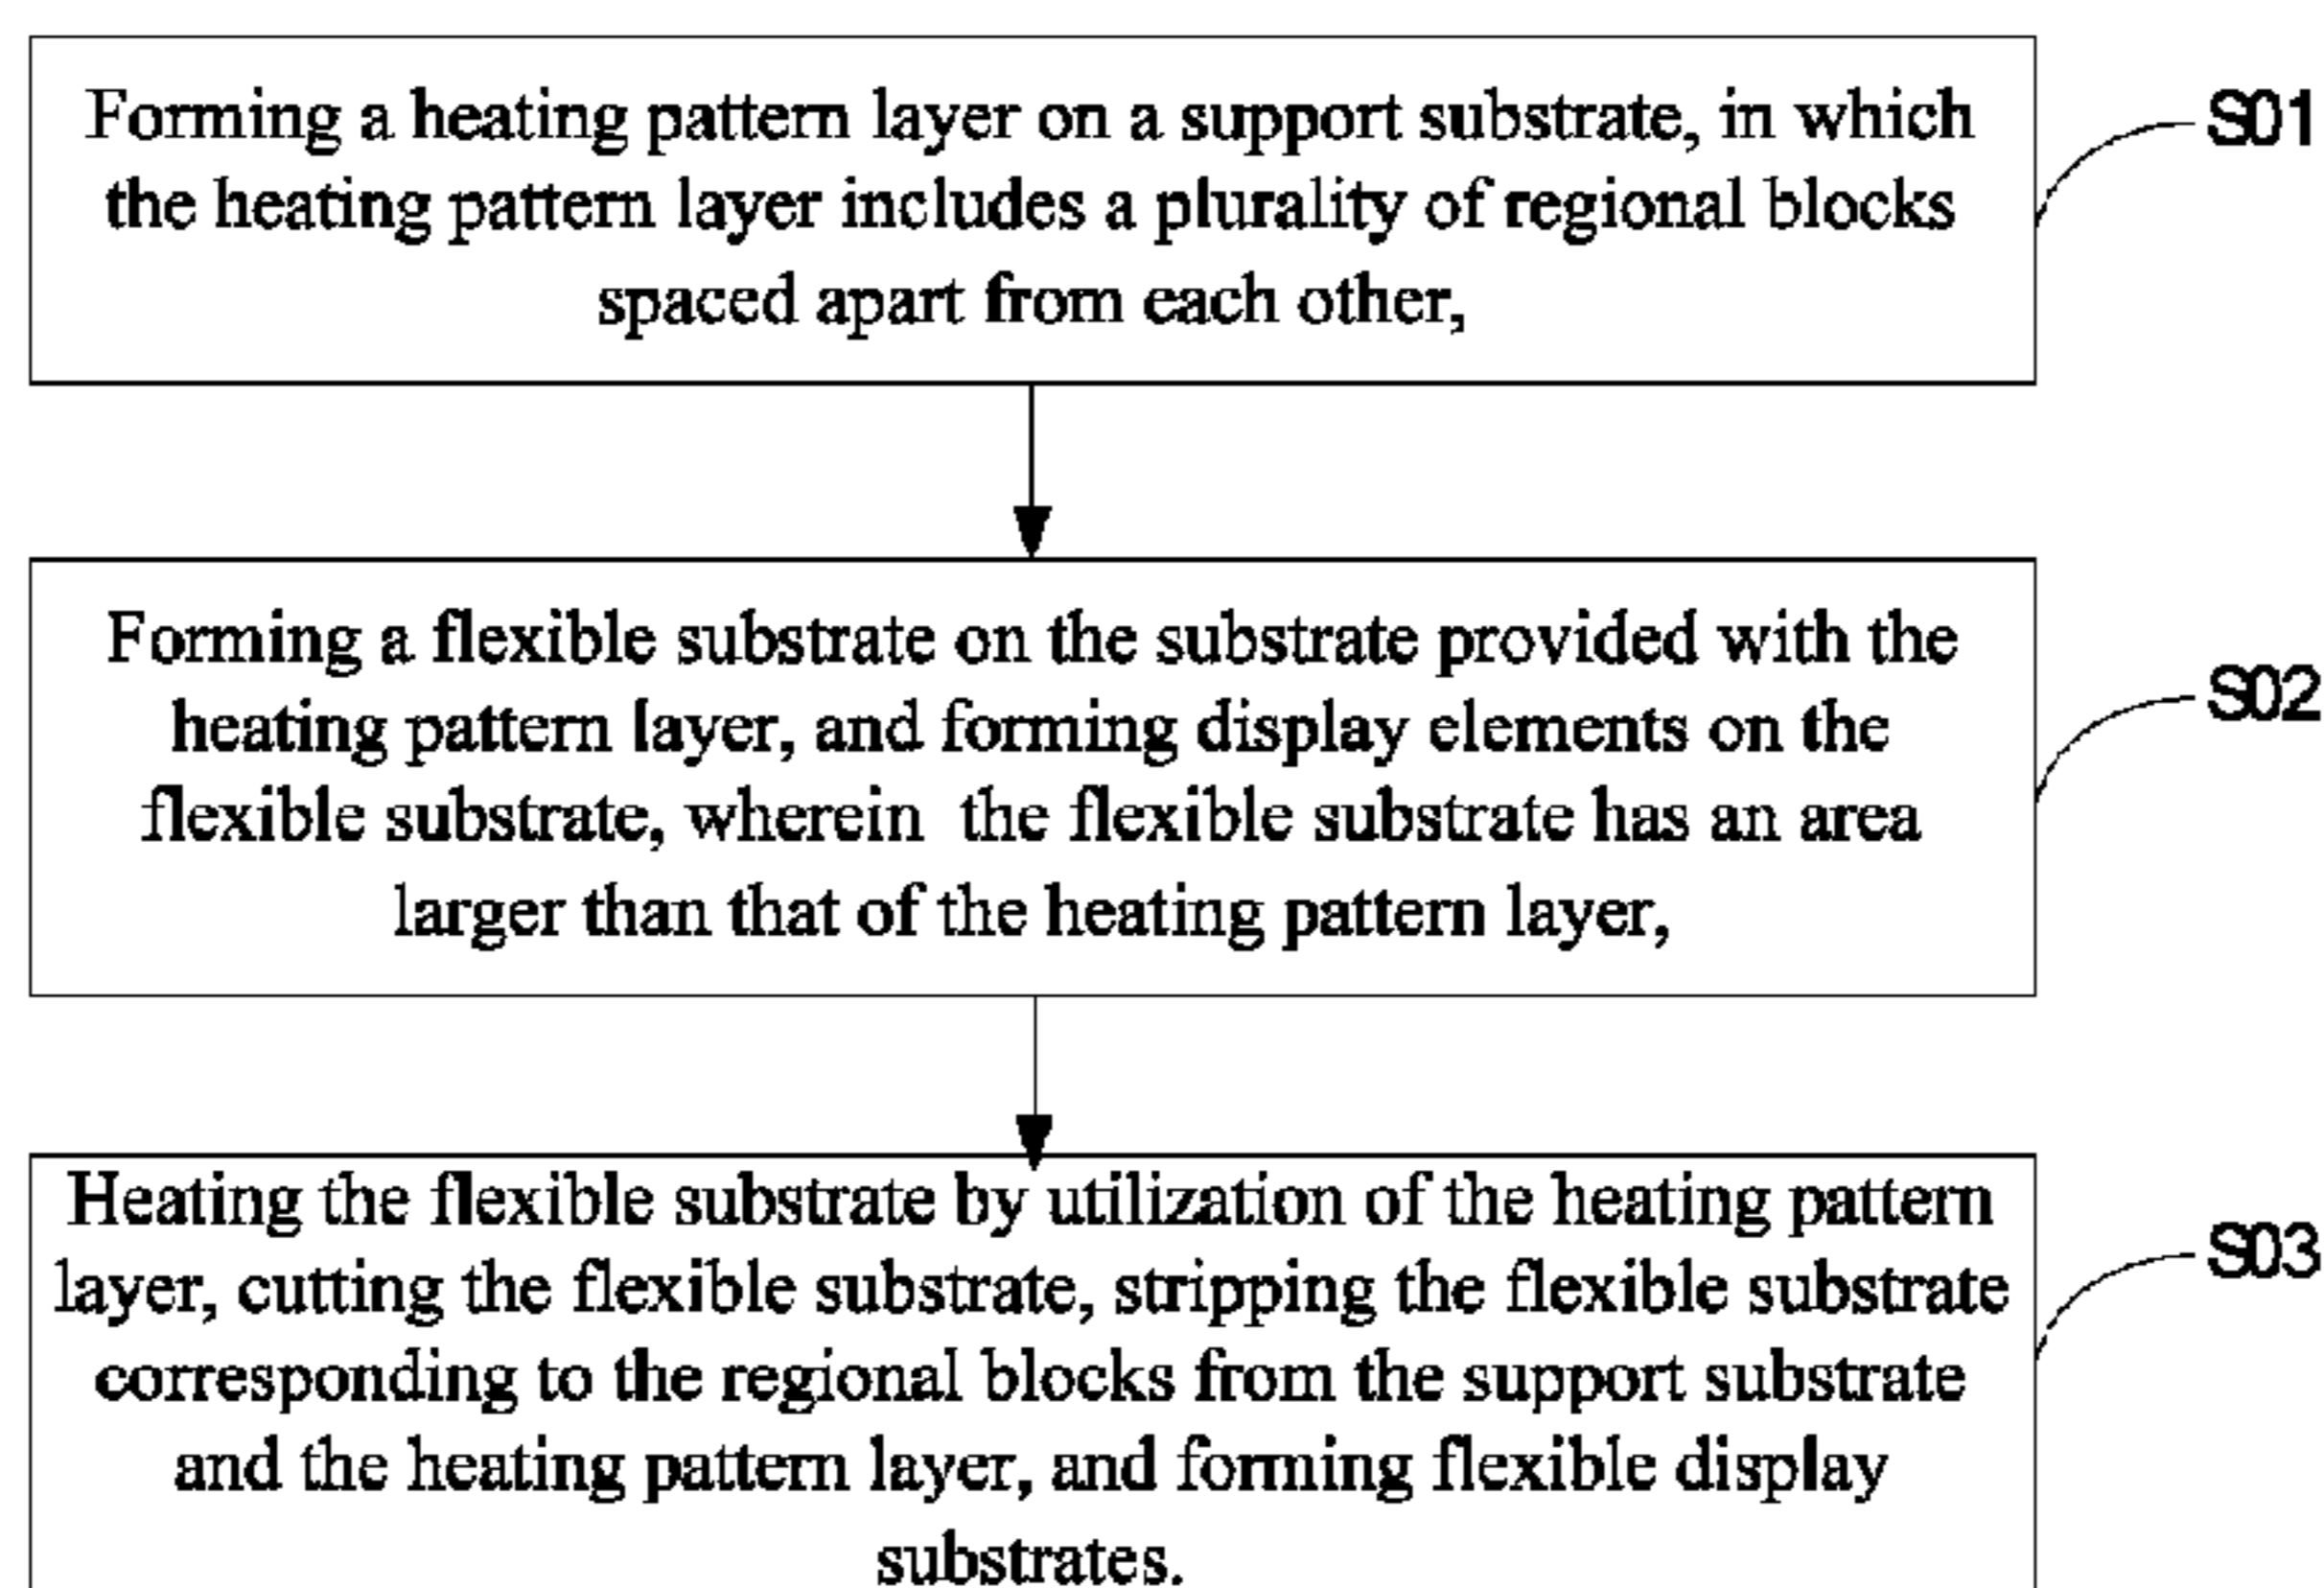 Forming a heating pattern layer on a support substrate, in which
the heating pattern layer includes a plurality of regional blocks
spaced apart from each other,
S01
Forming a flexible substrate on the substrate provided with the
heating pattern layer, and forming display elements on the
flexible substrate, wherein the flexible substrate has an area
larger than that of the heating pattern layer,
S02
Heating the flexible substrate by utilization of the heating pattern
layer, cutting the flexible substrate, stripping the flexible substrate
corresponding to the regional blocks from the support substrate
and the heating pattern layer, and forming flexible display
substrates.
S03